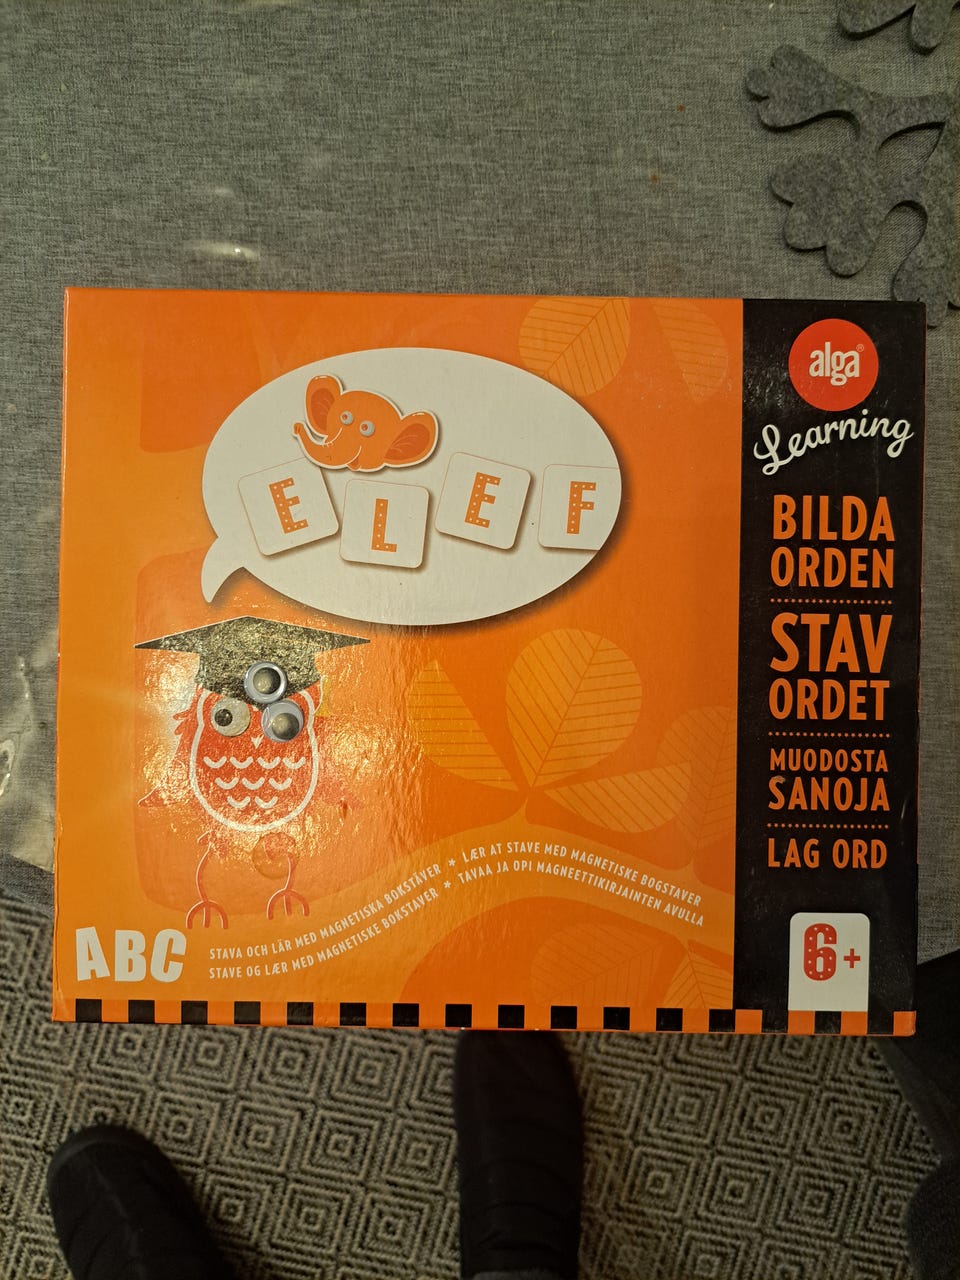 E L E F
alga®
Learning
BILDA
ORDEN
STAV
ORDET
MUODOSTA
SANOJA
LAG ORD
6+
ABC
STAVA OCH LÄR MED MAGNETISKA BOKSTÄVER * LÆR AT STAVE MED MAGNETISKE BOGSTAVER
STAVE OG LÆR MED MAGNETISKE BOKSTAVER * TAVAA JA OPI MAGNEETTIKIRJAINTEN AVULLA